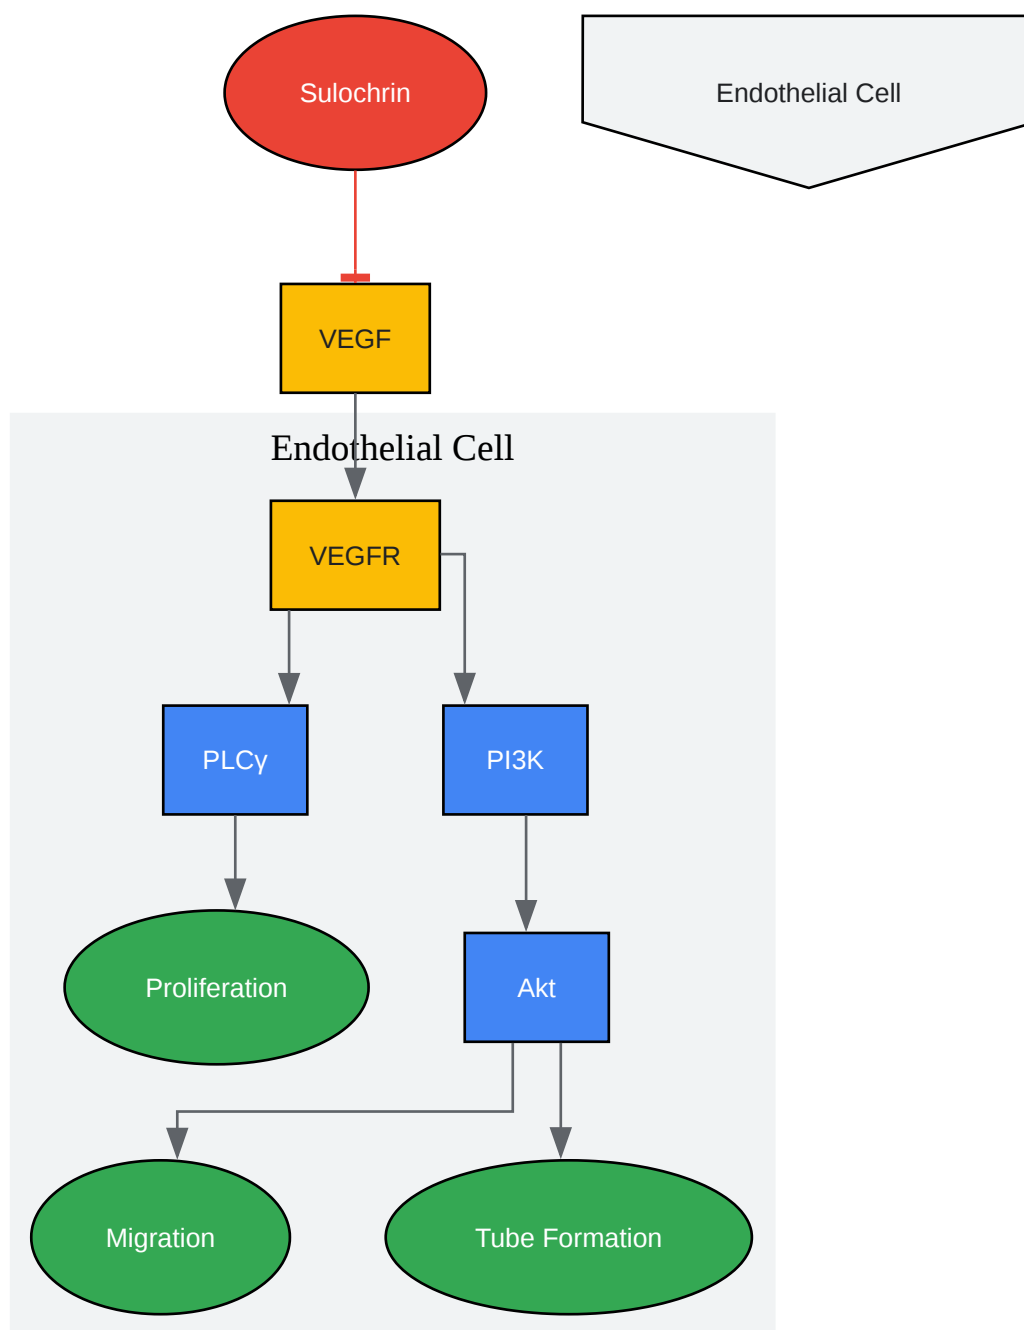 Sulochrin
Endothelial Cell
VEGF
Endothelial Cell
VEGFR
PLCγ
PI3K
Proliferation
Akt
Migration
Tube Formation